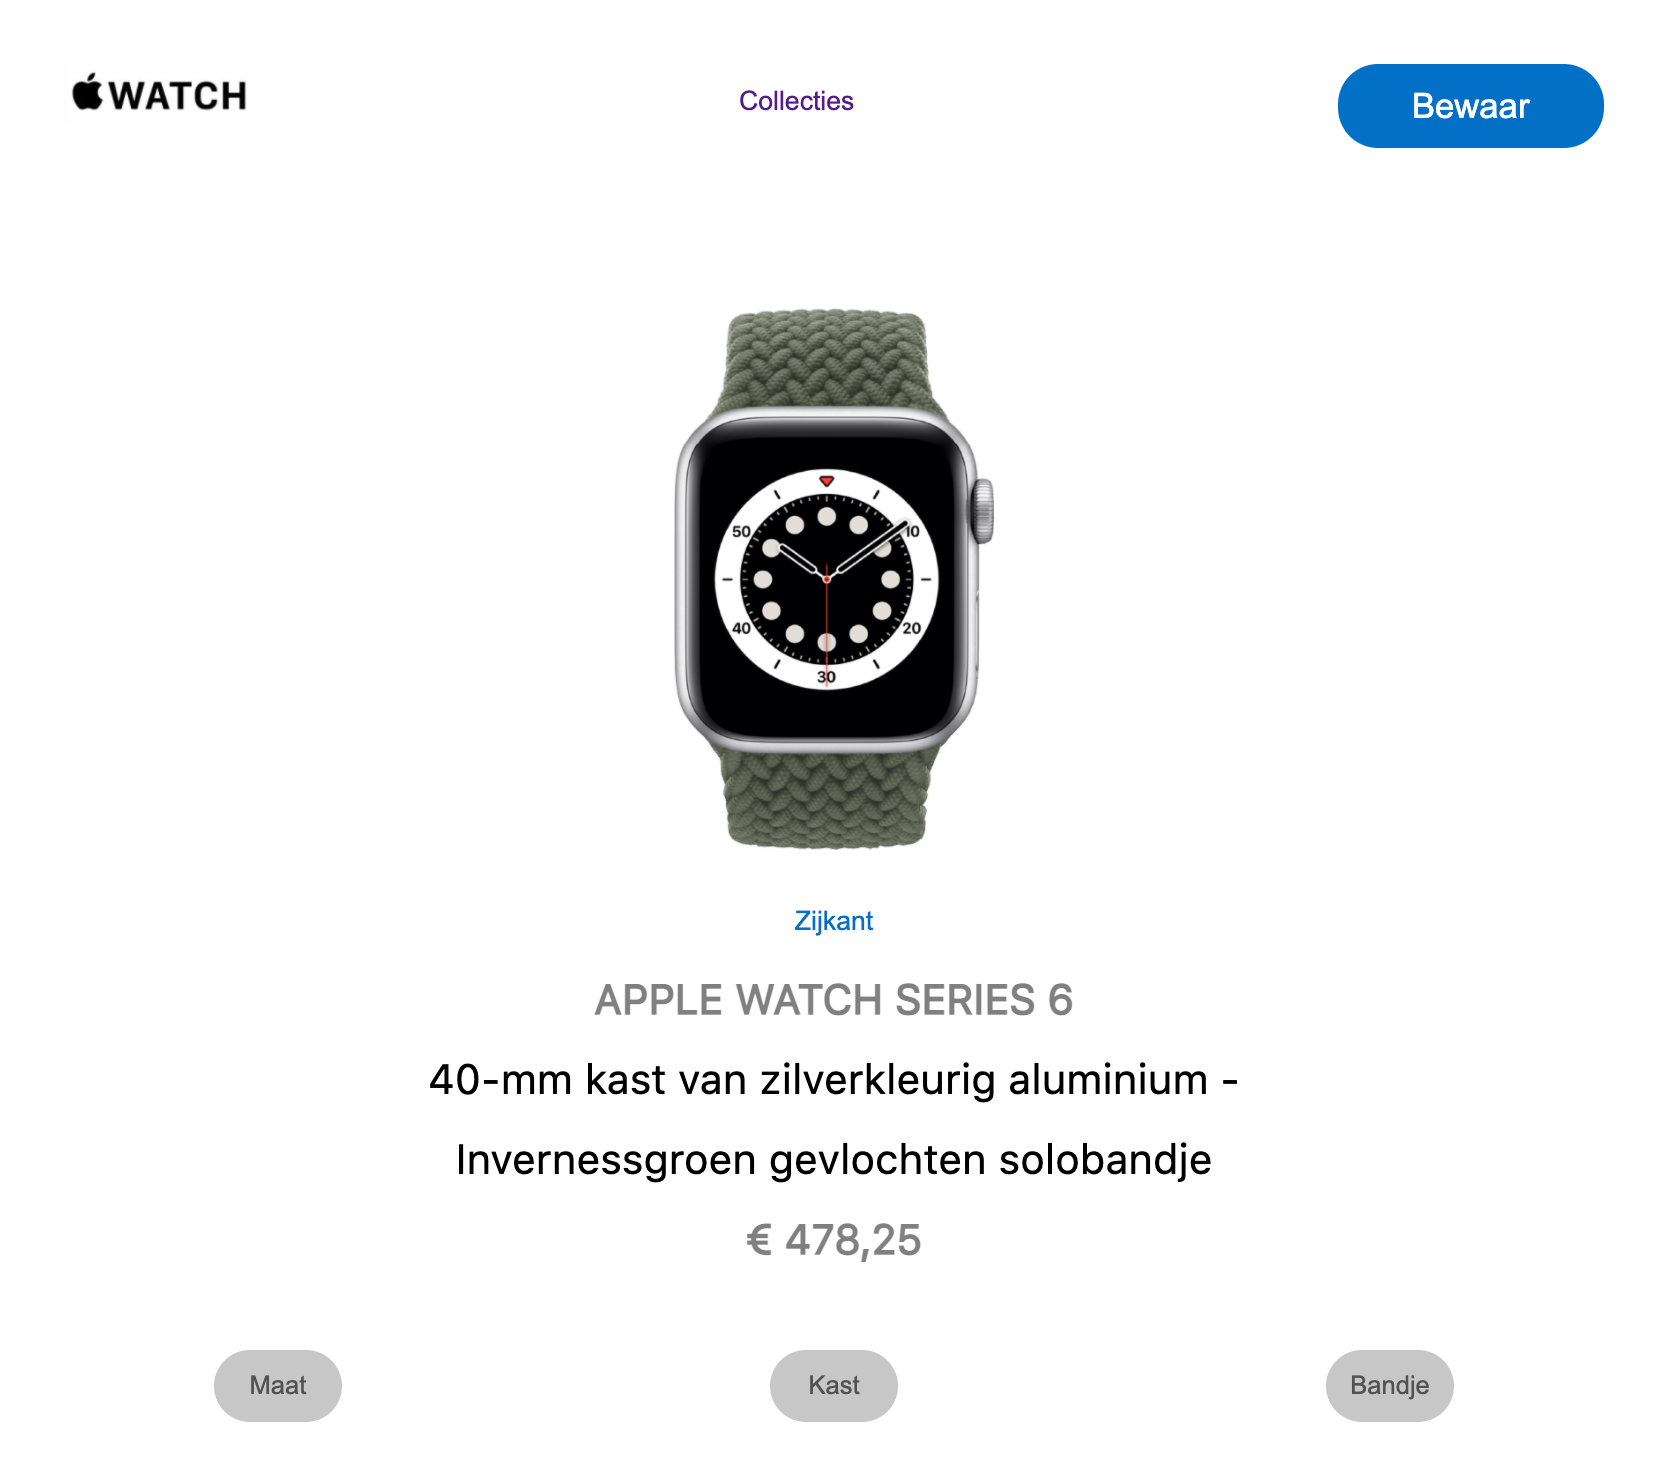 WATCH
Collecties
Bewaar
50
10
40
20
30
Zijkant
APPLE WATCH SERIES 6
40-mm kast van zilverkleurig aluminium -
Invernessgroen gevlochten solobandje
€ 478,25
Maat
Kast
Bandje